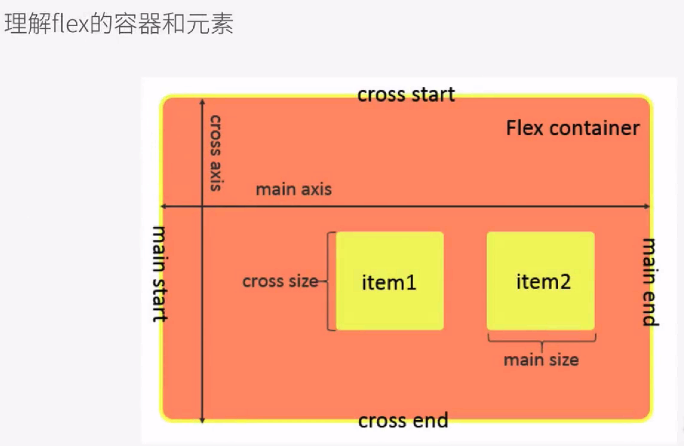 理解flex的容器和元素
cross start
Flex container
cross axis
main axis
main start
main end
cross size
item1
item2
main size
cross end